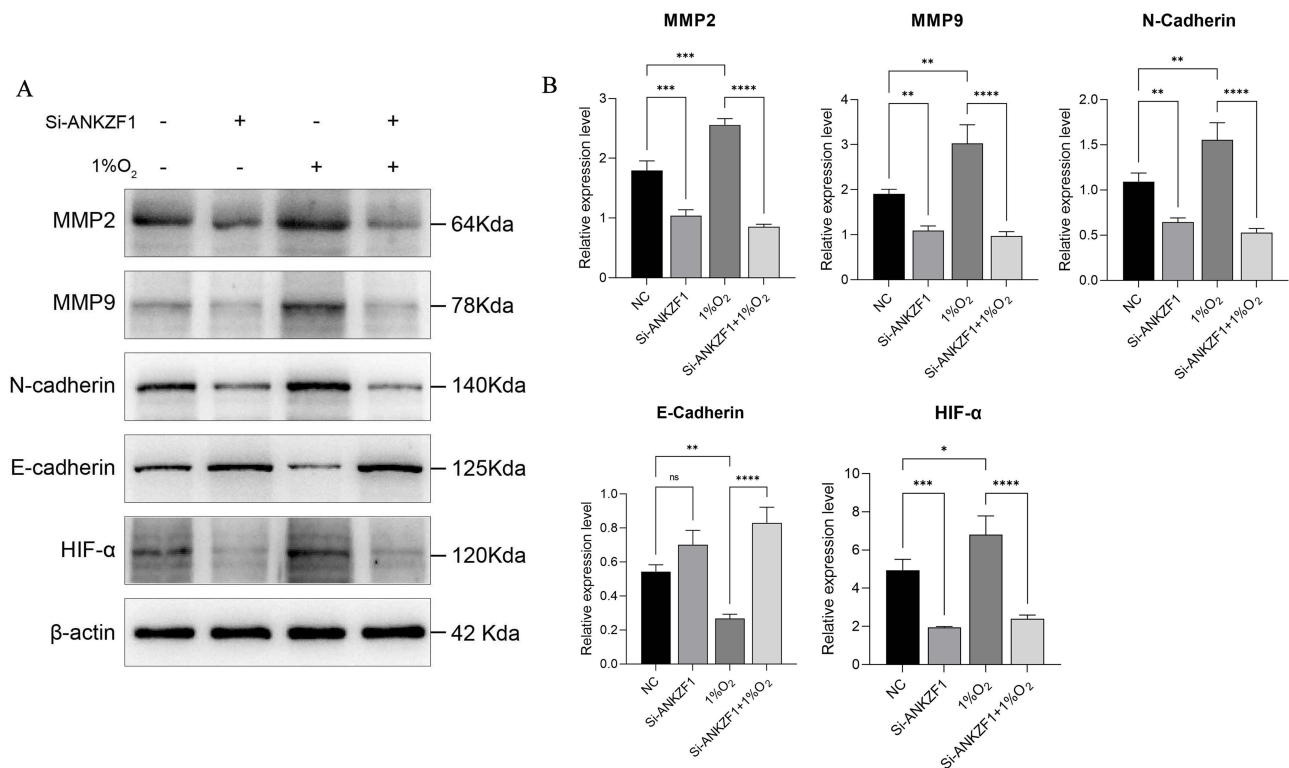 A
Si-ANKZF1 - + - +
1%O₂ - - + +
MMP2 64Kda
MMP9 78Kda
N-cadherin 140Kda
E-cadherin 125Kda
HIF-α 120Kda
β-actin 42 Kda
B
MMP2
Relative expression level
3
2
1
0
***
***
****
NC
Si-ANKZF1
1%O₂
Si-ANKZF1+1%O₂
MMP9
Relative expression level
4
3
2
1
0
**
**
****
NC
Si-ANKZF1
1%O₂
Si-ANKZF1+1%O₂
N-Cadherin
Relative expression level
2.0
1.5
1.0
0.5
0.0
**
**
****
NC
Si-ANKZF1
1%O₂
Si-ANKZF1+1%O₂
E-Cadherin
Relative expression level
1.0
0.8
0.6
0.4
0.2
0.0
**
ns
****
NC
Si-ANKZF1
1%O₂
Si-ANKZF1+1%O₂
HIF-α
Relative expression level
10
8
6
4
2
0
*
***
****
NC
Si-ANKZF1
1%O₂
Si-ANKZF1+1%O₂